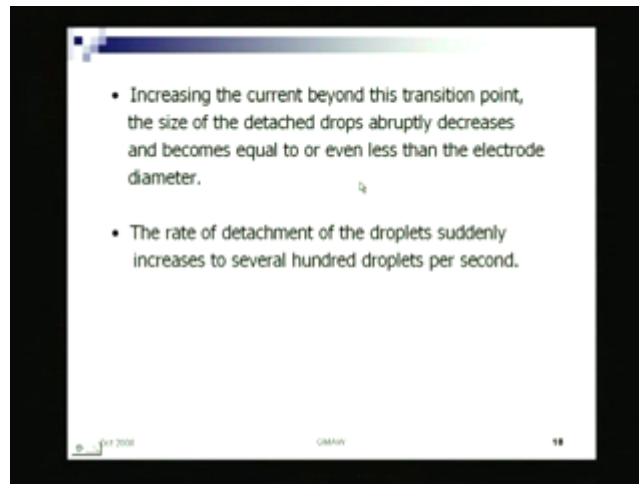 • Increasing the current beyond this transition point,
the size of the detached drops abruptly decreases
and becomes equal to or even less than the electrode
diameter.
• The rate of detachment of the droplets suddenly
increases to several hundred droplets per second.
Oct 2008
GMAW
18